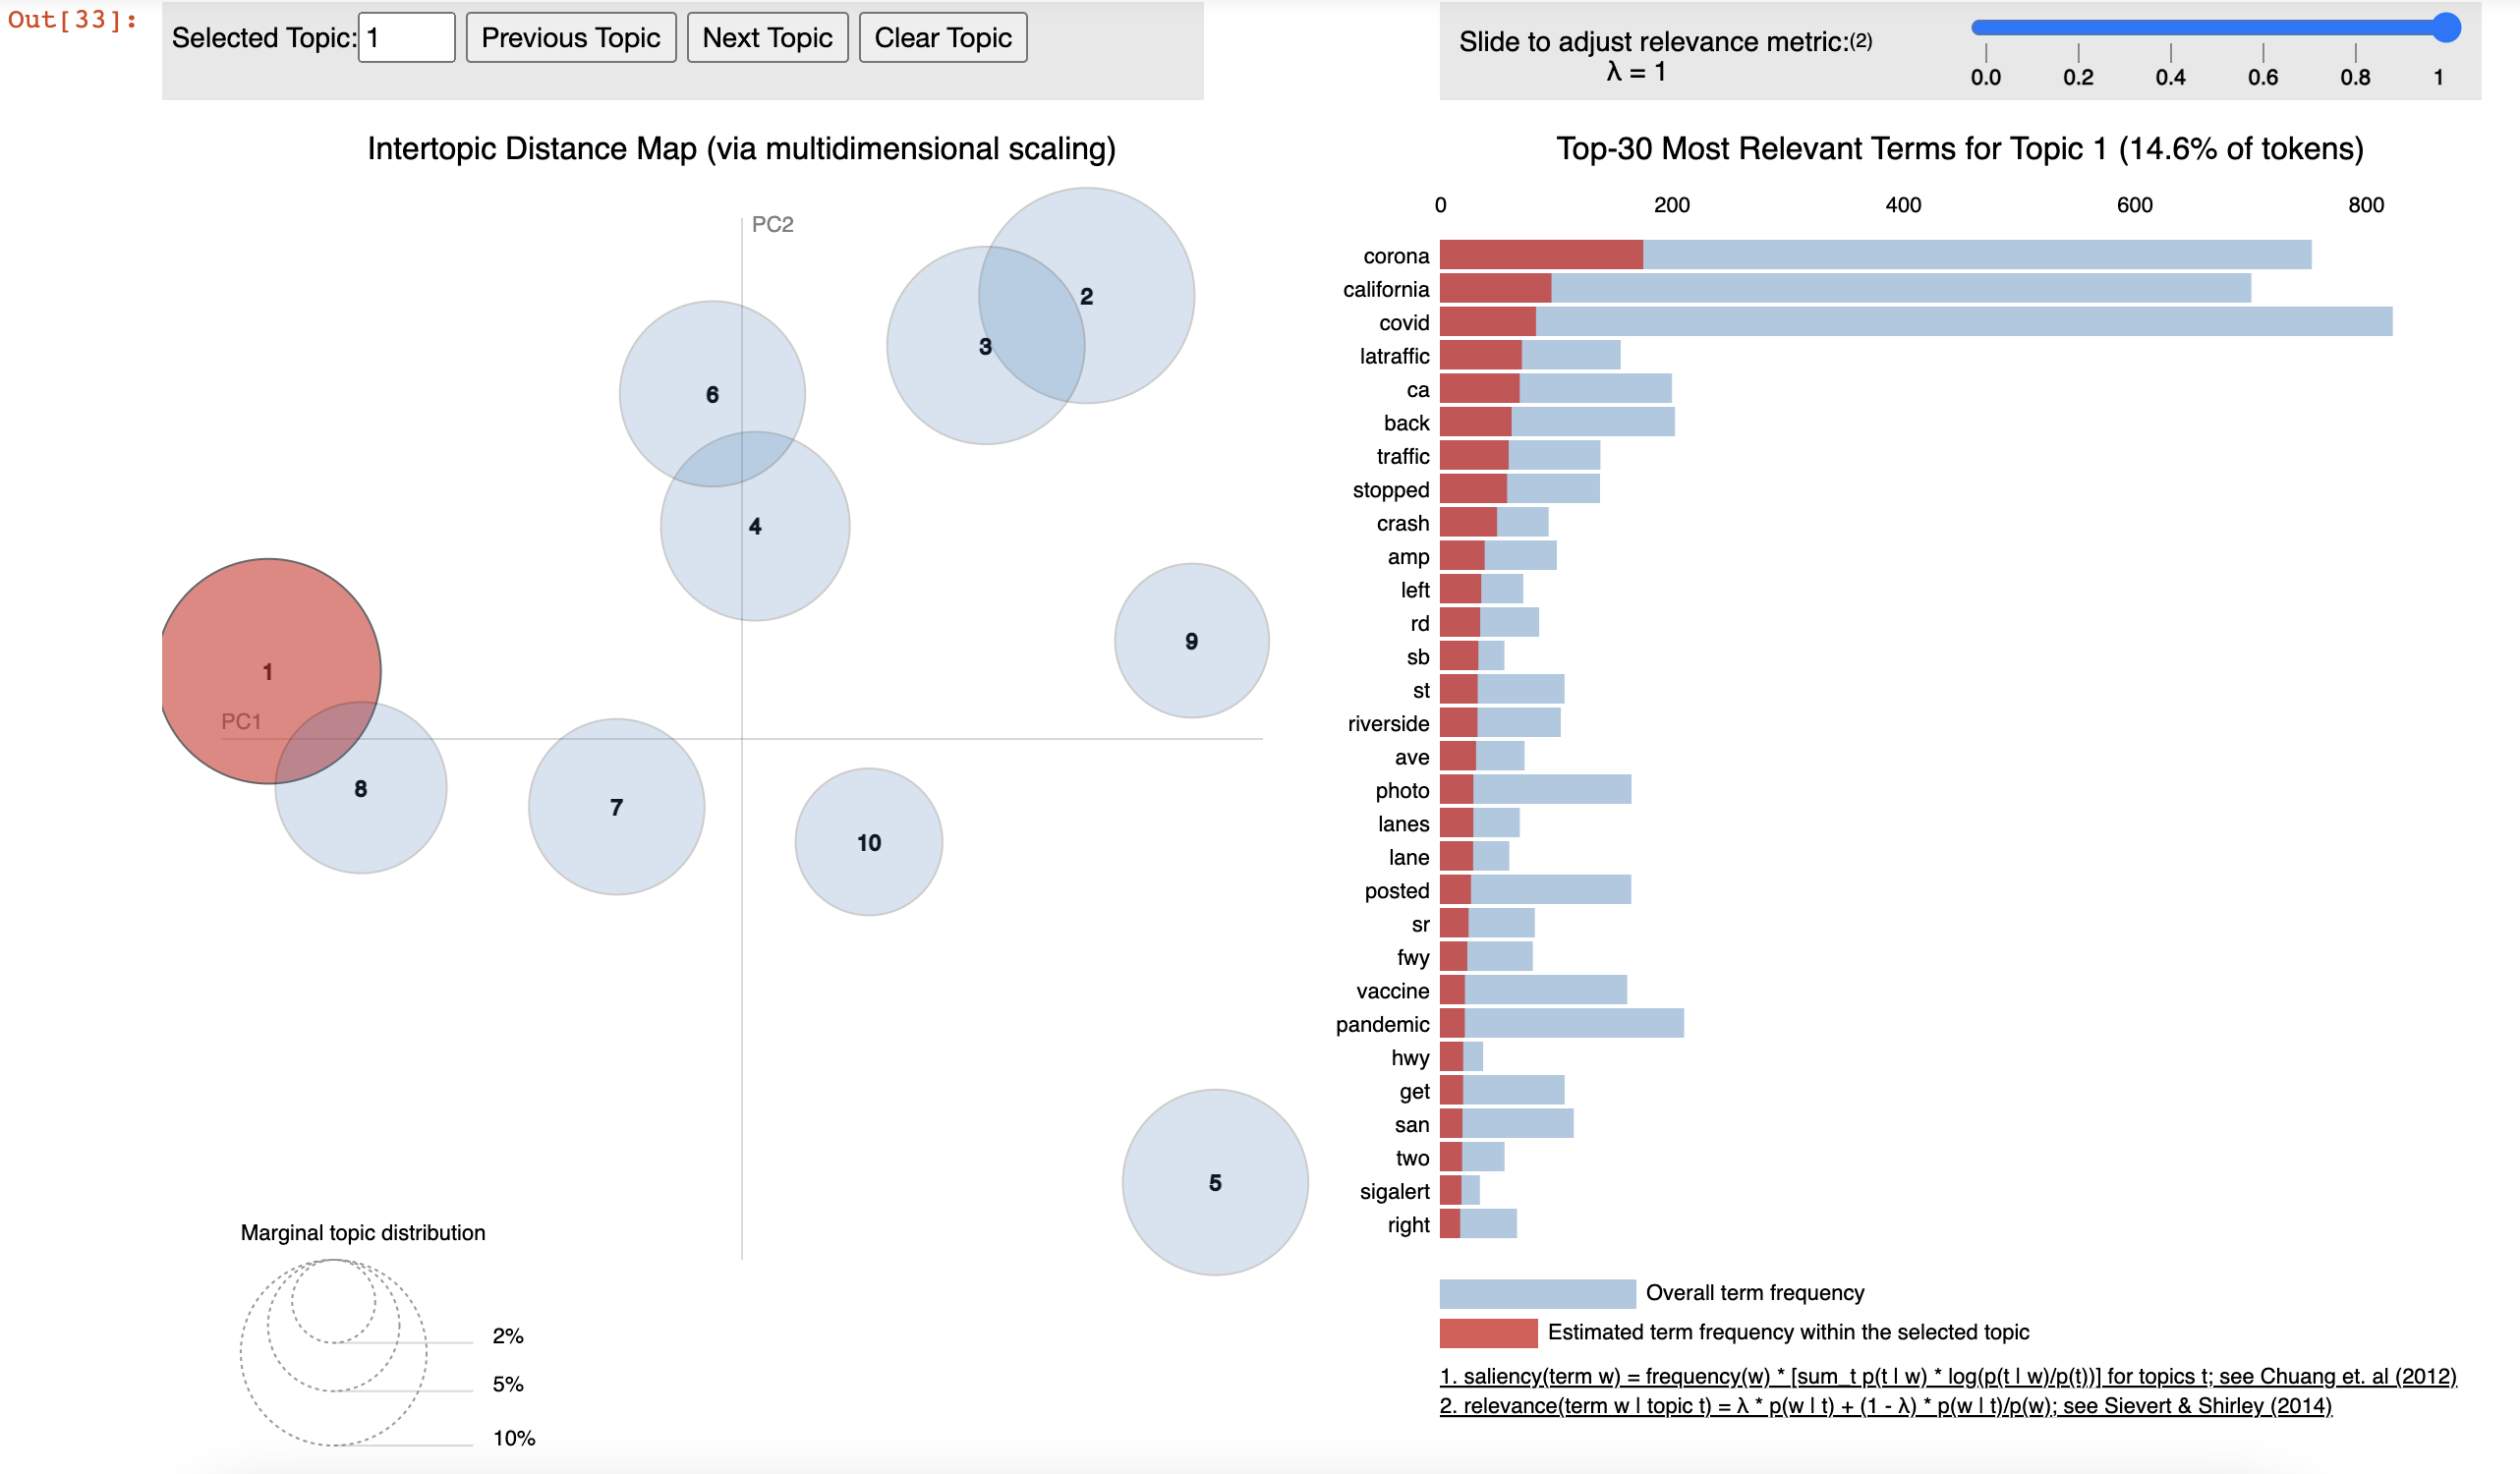 Out[33]:
Selected Topic: 1 Previous Topic Next Topic Clear Topic
Slide to adjust relevance metric:(2)
λ = 1
0.0 0.2 0.4 0.6 0.8 1
Intertopic Distance Map (via multidimensional scaling)
PC2
2
3
6
4
9
1
PC1
8
7
10
5
Marginal topic distribution
2%
5%
10%
Top-30 Most Relevant Terms for Topic 1 (14.6% of tokens)
0 200 400 600 800
corona
california
covid
latraffic
ca
back
traffic
stopped
crash
amp
left
rd
sb
st
riverside
ave
photo
lanes
lane
posted
sr
fwy
vaccine
pandemic
hwy
get
san
two
sigalert
right
Overall term frequency
Estimated term frequency within the selected topic
1. saliency(term w) = frequency(w) * [sum_t p(t | w) * log(p(t | w)/p(t))] for topics t; see Chuang et. al (2012)
2. relevance(term w | topic t) = λ * p(w | t) + (1 - λ) * p(w | t)/p(w); see Sievert & Shirley (2014)